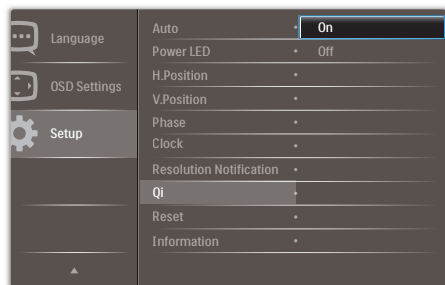 Language
OSD Settings
Setup
Auto
Power LED
H.Position
V.Position
Phase
Clock
Resolution Notification
Qi
Reset
Information
On
Off